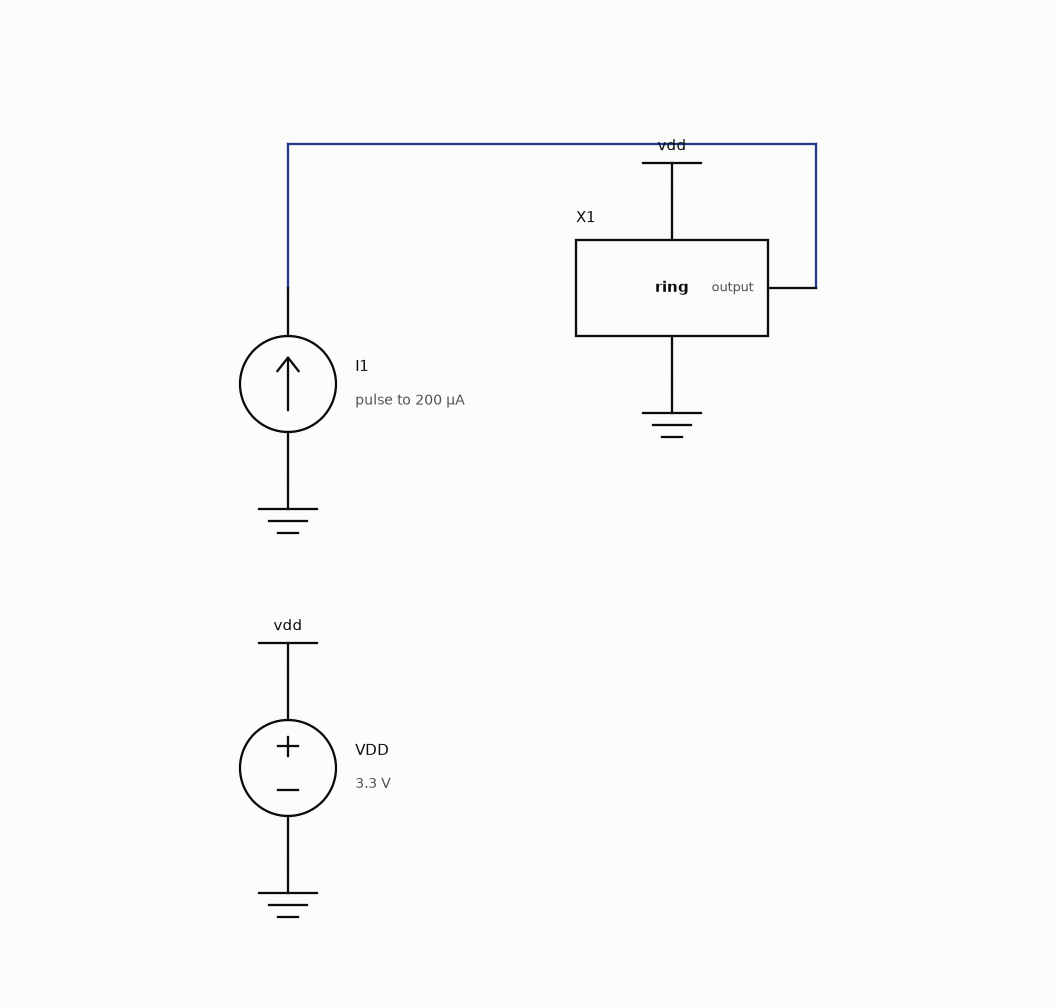 vdd
X1
ring output
I1
pulse to 200 µA
vdd
VDD
3.3 V